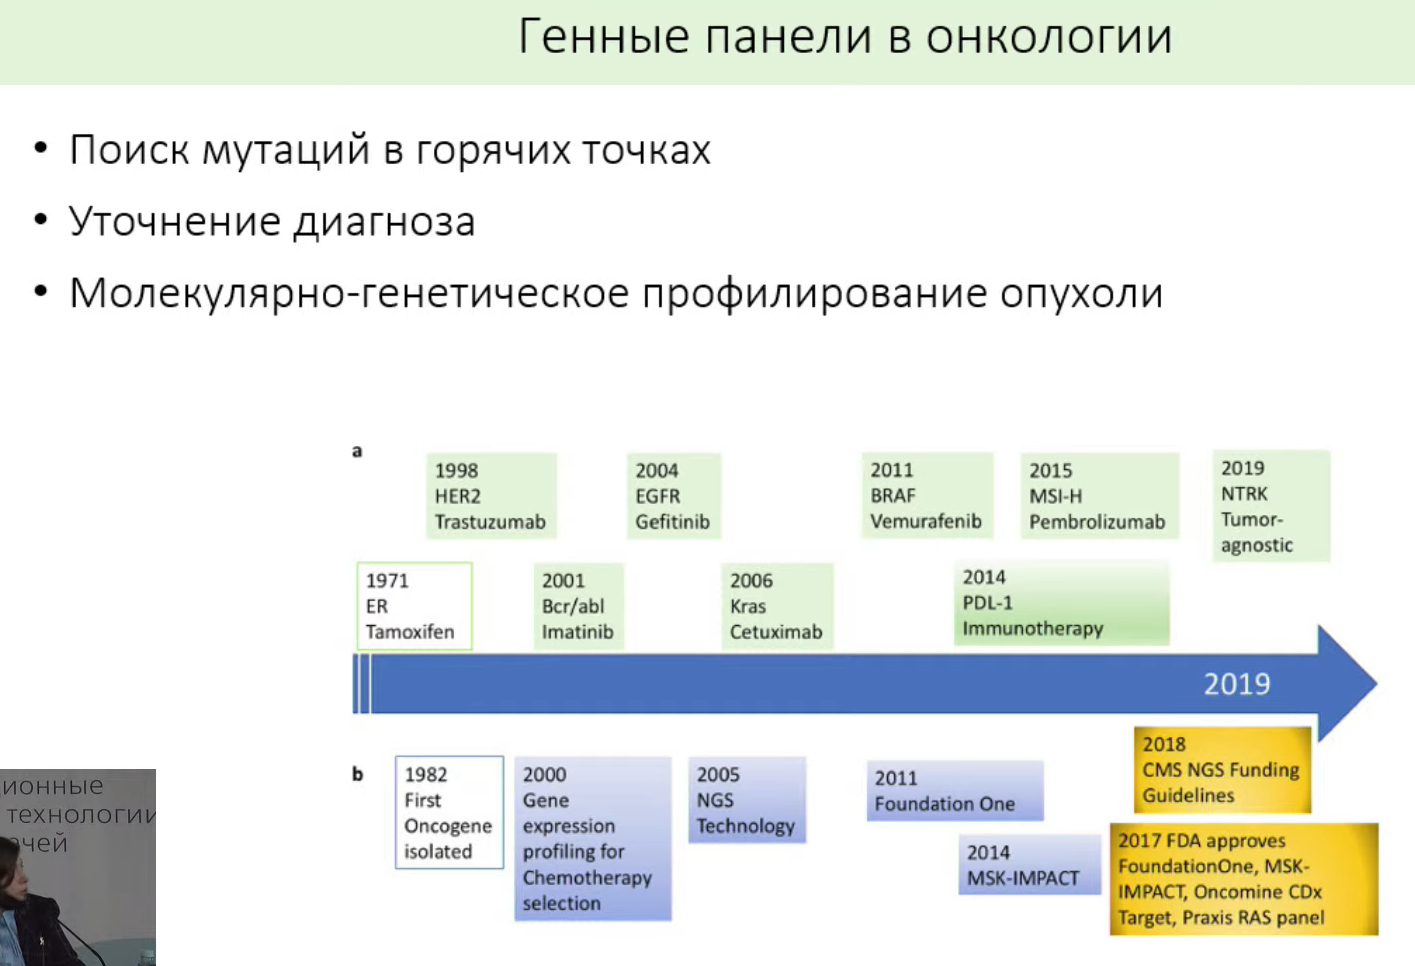 Генные панели в онкологии
• Поиск мутаций в горячих точках
• Уточнение диагноза
• Молекулярно-генетическое профилирование опухоли
a
1998
HER2
Trastuzumab
2004
EGFR
Gefitinib
2011
BRAF
Vemurafenib
2015
MSI-H
Pembrolizumab
2019
NTRK
Tumor-
agnostic
1971
ER
Tamoxifen
2001
Bcr/abl
Imatinib
2006
Kras
Cetuximab
2014
PDL-1
Immunotherapy
2019
b
1982
First
Oncogene
isolated
2000
Gene
expression
profiling for
Chemotherapy
selection
2005
NGS
Technology
2011
Foundation One
2014
MSK-IMPACT
2018
CMS NGS Funding
Guidelines
2017 FDA approves
FoundationOne, MSK-
IMPACT, Oncomine CDx
Target, Praxis RAS panel
технологии